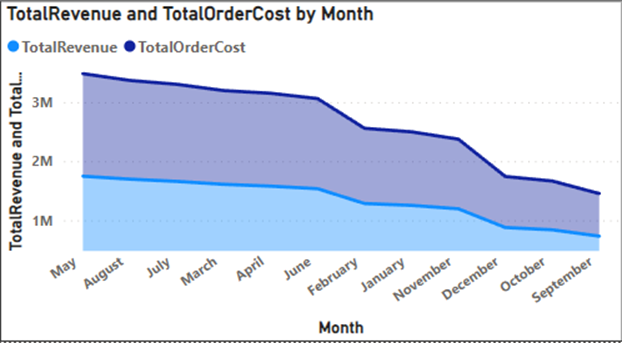 TotalRevenue and TotalOrderCost by Month
TotalRevenue TotalOrderCost
TotalRevenue and Total...
3M
2M
1M
May August July March April June February January November December October September
Month